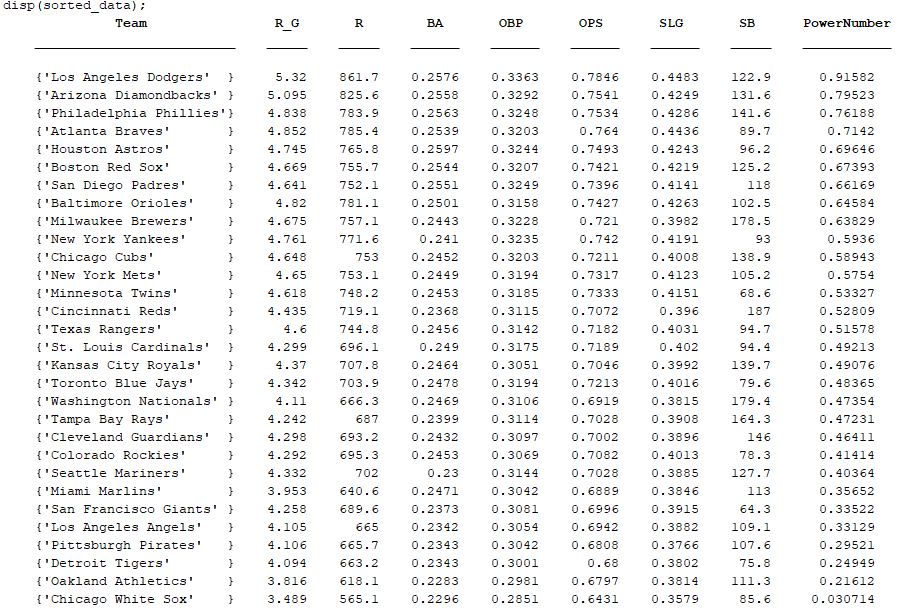 disp(sorted_data);
Team R_G R BA OBP OPS SLG SB PowerNumber
{'Los Angeles Dodgers' } 5.32 861.7 0.2576 0.3363 0.7846 0.4483 122.9 0.91582
{'Arizona Diamondbacks' } 5.095 825.6 0.2558 0.3292 0.7541 0.4249 131.6 0.79523
{'Philadelphia Phillies'} 4.838 783.9 0.2563 0.3248 0.7534 0.4286 141.6 0.76188
{'Atlanta Braves' } 4.852 785.4 0.2539 0.3203 0.764 0.4436 89.7 0.7142
{'Houston Astros' } 4.745 765.8 0.2597 0.3244 0.7493 0.4243 96.2 0.69646
{'Boston Red Sox' } 4.669 755.7 0.2544 0.3207 0.7421 0.4219 125.2 0.67393
{'San Diego Padres' } 4.641 752.1 0.2551 0.3249 0.7396 0.4141 118 0.66169
{'Baltimore Orioles' } 4.82 781.1 0.2501 0.3158 0.7427 0.4263 102.5 0.64584
{'Milwaukee Brewers' } 4.675 757.1 0.2443 0.3228 0.721 0.3982 178.5 0.63829
{'New York Yankees' } 4.761 771.6 0.241 0.3235 0.742 0.4191 93 0.5936
{'Chicago Cubs' } 4.648 753 0.2452 0.3203 0.7211 0.4008 138.9 0.58943
{'New York Mets' } 4.65 753.1 0.2449 0.3194 0.7317 0.4123 105.2 0.5754
{'Minnesota Twins' } 4.618 748.2 0.2453 0.3185 0.7333 0.4151 68.6 0.53327
{'Cincinnati Reds' } 4.435 719.1 0.2368 0.3115 0.7072 0.396 187 0.52809
{'Texas Rangers' } 4.6 744.8 0.2456 0.3142 0.7182 0.4031 94.7 0.51578
{'St. Louis Cardinals' } 4.299 696.1 0.249 0.3175 0.7189 0.402 94.4 0.49213
{'Kansas City Royals' } 4.37 707.8 0.2464 0.3051 0.7046 0.3992 139.7 0.49076
{'Toronto Blue Jays' } 4.342 703.9 0.2478 0.3194 0.7213 0.4016 79.6 0.48365
{'Washington Nationals' } 4.11 666.3 0.2469 0.3106 0.6919 0.3815 179.4 0.47354
{'Tampa Bay Rays' } 4.242 687 0.2399 0.3114 0.7028 0.3908 164.3 0.47231
{'Cleveland Guardians' } 4.298 693.2 0.2432 0.3097 0.7002 0.3896 146 0.46411
{'Colorado Rockies' } 4.292 695.3 0.2453 0.3069 0.7082 0.4013 78.3 0.41414
{'Seattle Mariners' } 4.332 702 0.23 0.3144 0.7028 0.3885 127.7 0.40364
{'Miami Marlins' } 3.953 640.6 0.2471 0.3042 0.6889 0.3846 113 0.35652
{'San Francisco Giants' } 4.258 689.6 0.2373 0.3081 0.6996 0.3915 64.3 0.33522
{'Los Angeles Angels' } 4.105 665 0.2342 0.3054 0.6942 0.3882 109.1 0.33129
{'Pittsburgh Pirates' } 4.106 665.7 0.2343 0.3042 0.6808 0.3766 107.6 0.29521
{'Detroit Tigers' } 4.094 663.2 0.2343 0.3001 0.68 0.3802 75.8 0.24949
{'Oakland Athletics' } 3.816 618.1 0.2283 0.2981 0.6797 0.3814 111.3 0.21612
{'Chicago White Sox' } 3.489 565.1 0.2296 0.2851 0.6431 0.3579 85.6 0.030714